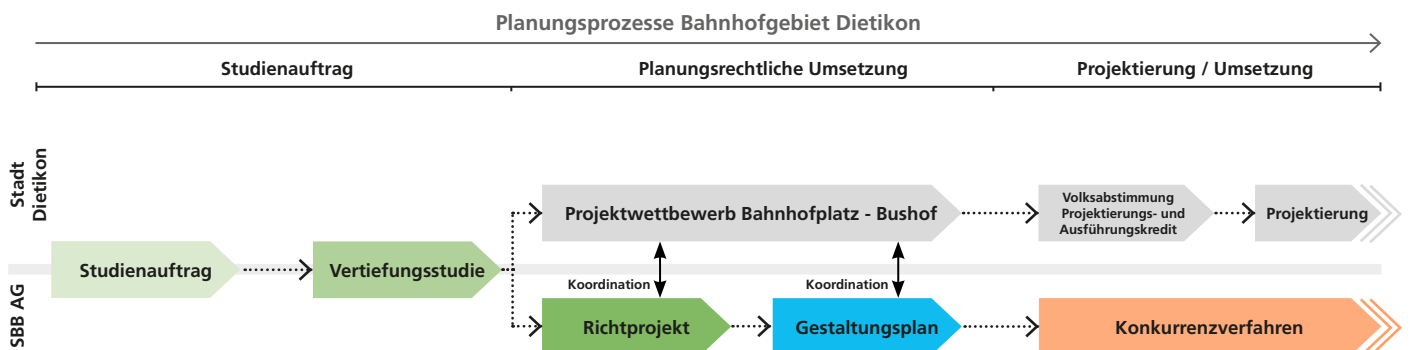 Planungsprozesse Bahnhofgebiet Dietikon
Studienauftrag
Planungsrechtliche Umsetzung
Projektierung / Umsetzung
Stadt
Dietikon
Projektwettbewerb Bahnhofplatz - Bushof
Volksabstimmung
Projektierungs- und
Ausführungskredit
Projektierung
Studienauftrag
Vertiefungsstudie
Koordination
Koordination
SBB AG
Richtprojekt
Gestaltungsplan
Konkurrenzverfahren